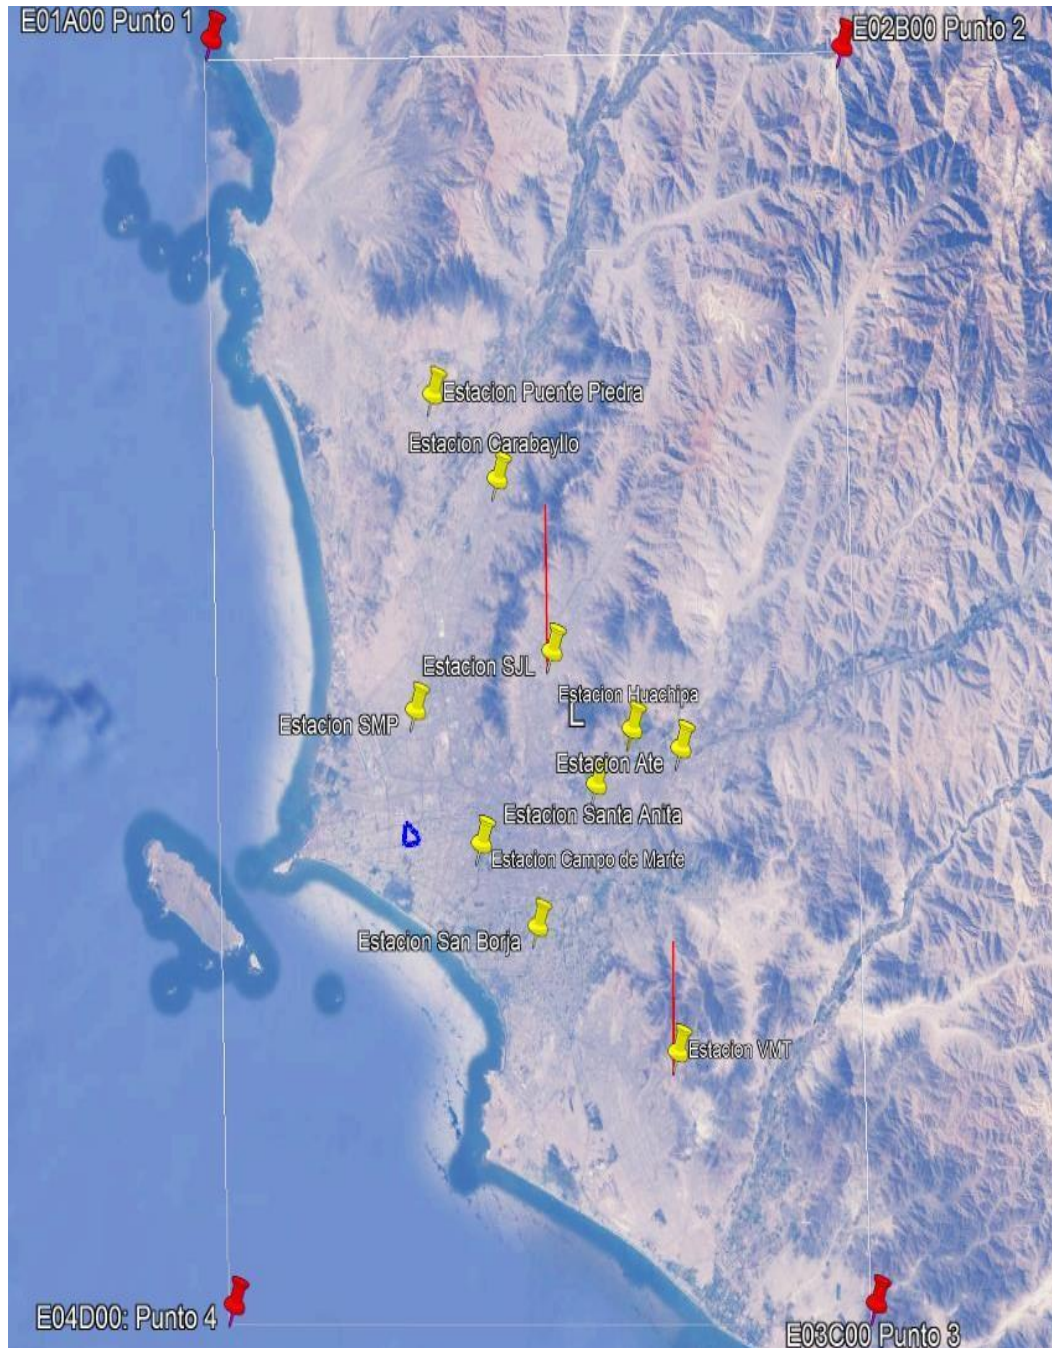 E01A00 Punto 1
E02B00 Punto 2
Estacion Puente Piedra
Estacion Carabayllo
Estacion SJL
Estacion Huachipa
L
Estacion SMP
Estacion Ate
Estacion Santa Anita
Estacion Campo de Marte
Estacion San Borja
Estacion VMT
E04D00: Punto 4
E03C00 Punto 3